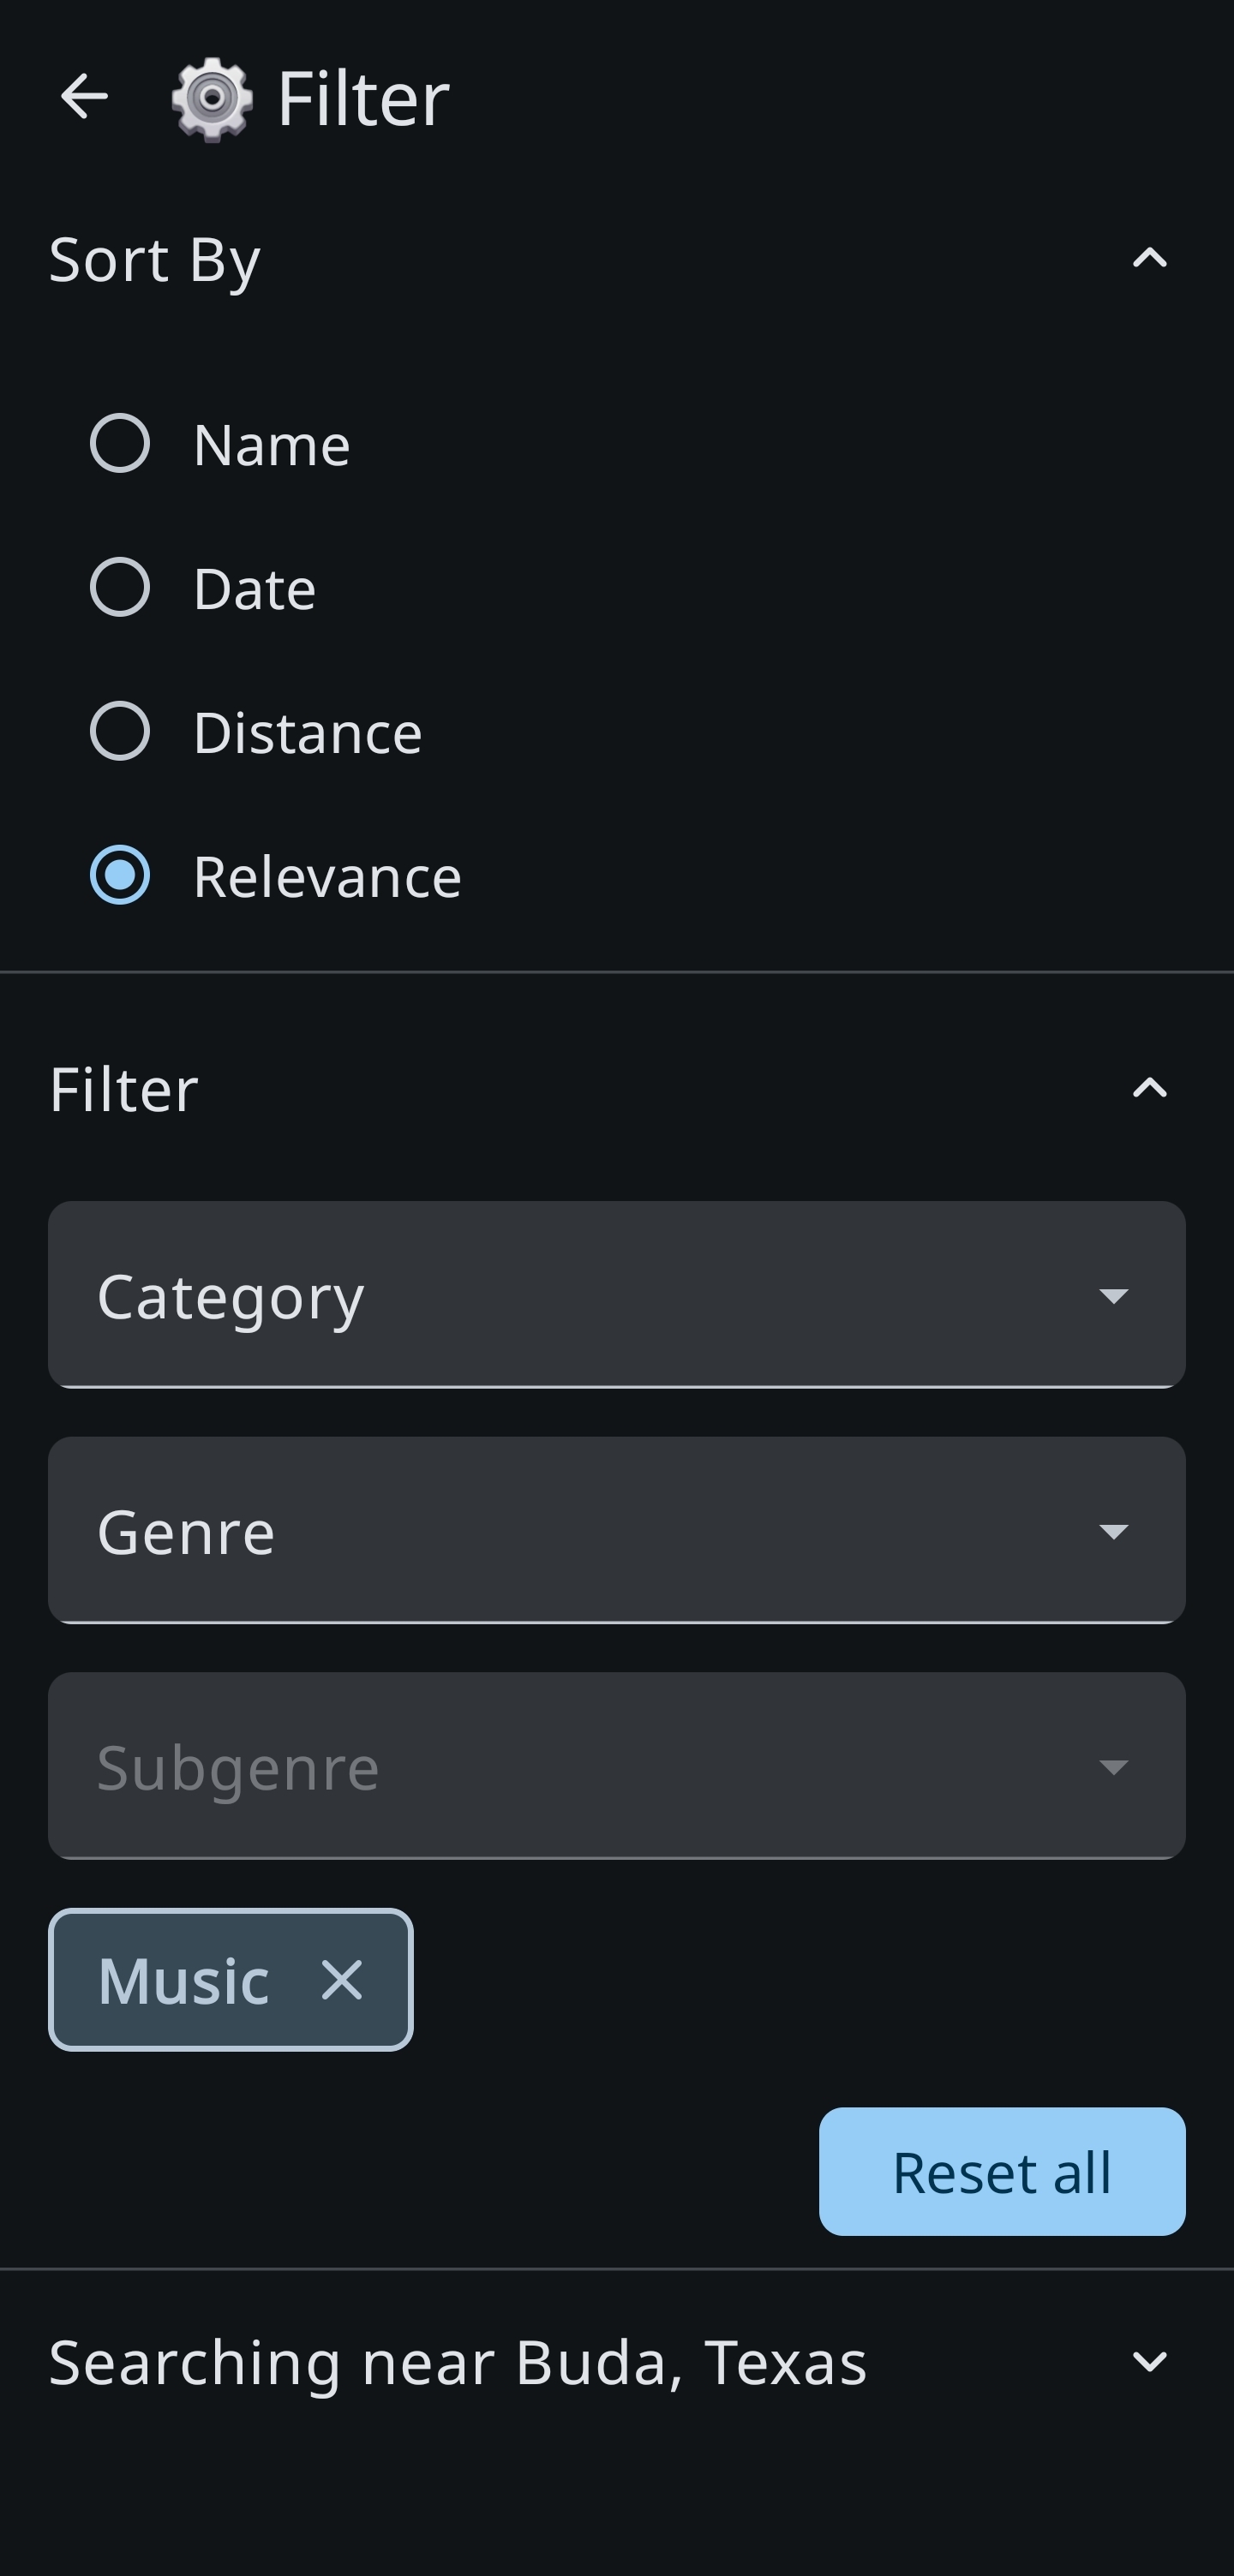 Filter
Sort By
Name
Date
Distance
Relevance
Filter
Category
Genre
Subgenre
Music
Reset all
Searching near Buda, Texas